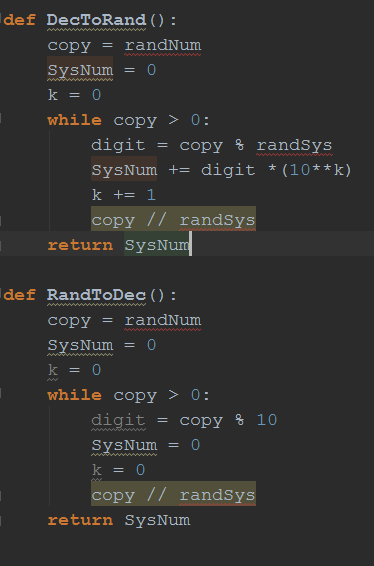 def DecToRand():
    copy = randNum
    SysNum = 0
    k = 0
    while copy > 0:
        digit = copy % randSys
        SysNum += digit *(10**k)
        k += 1
        copy // randSys
    return SysNum
def RandToDec():
    copy = randNum
    SysNum = 0
    k = 0
    while copy > 0:
        digit = copy % 10
        SysNum = 0
        k = 0
        copy // randSys
    return SysNum